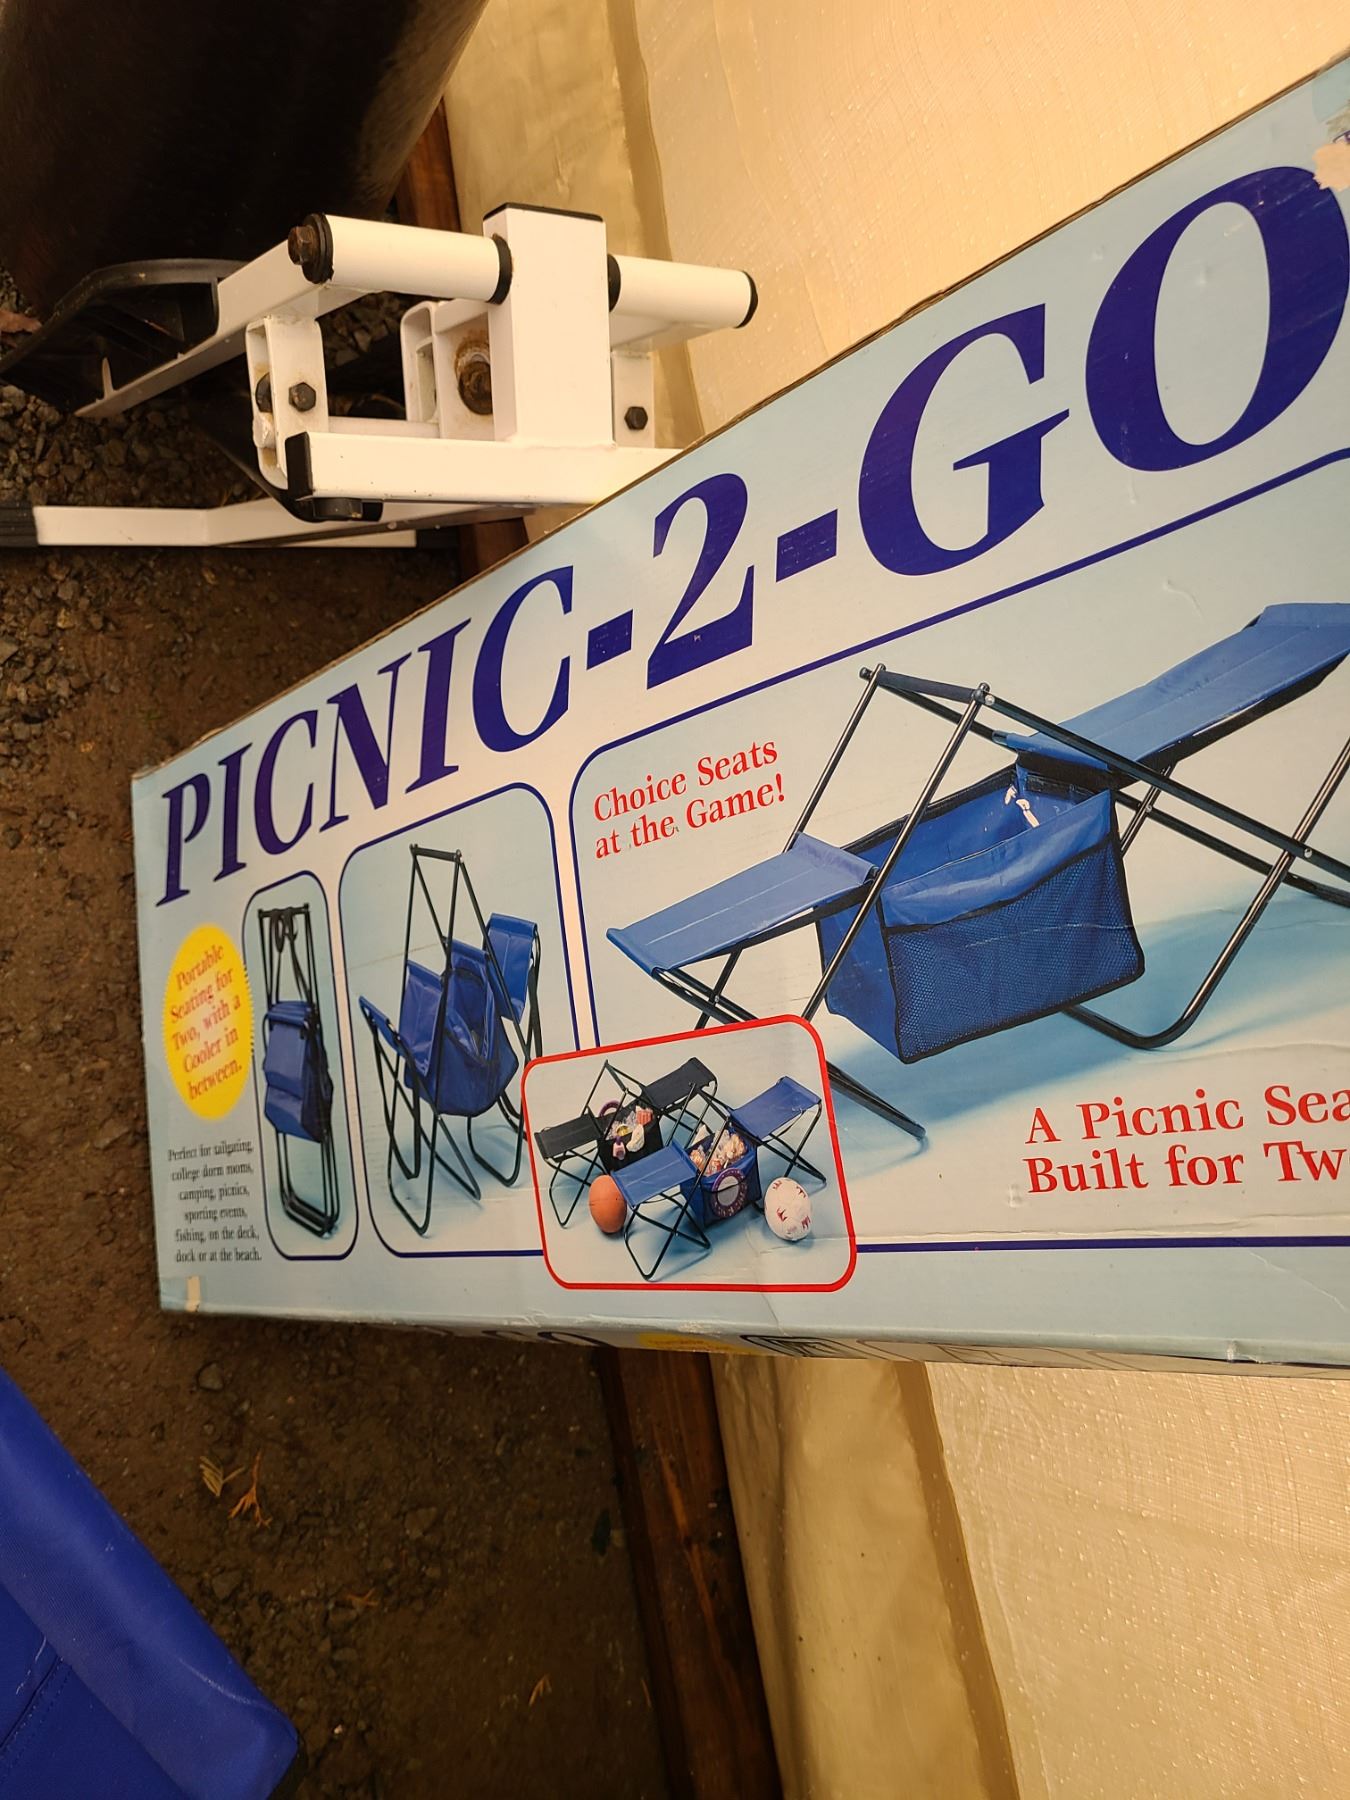 PICNIC-2-GO
Choice Seats
at the Game!
Portable
Seating for
Two, with a
Cooler in
between.
Perfect for tailgating,
college dorm rooms,
camping, picnics,
sporting events,
fishing, on the deck,
dock or at the beach.
A Picnic Sea
Built for Tw